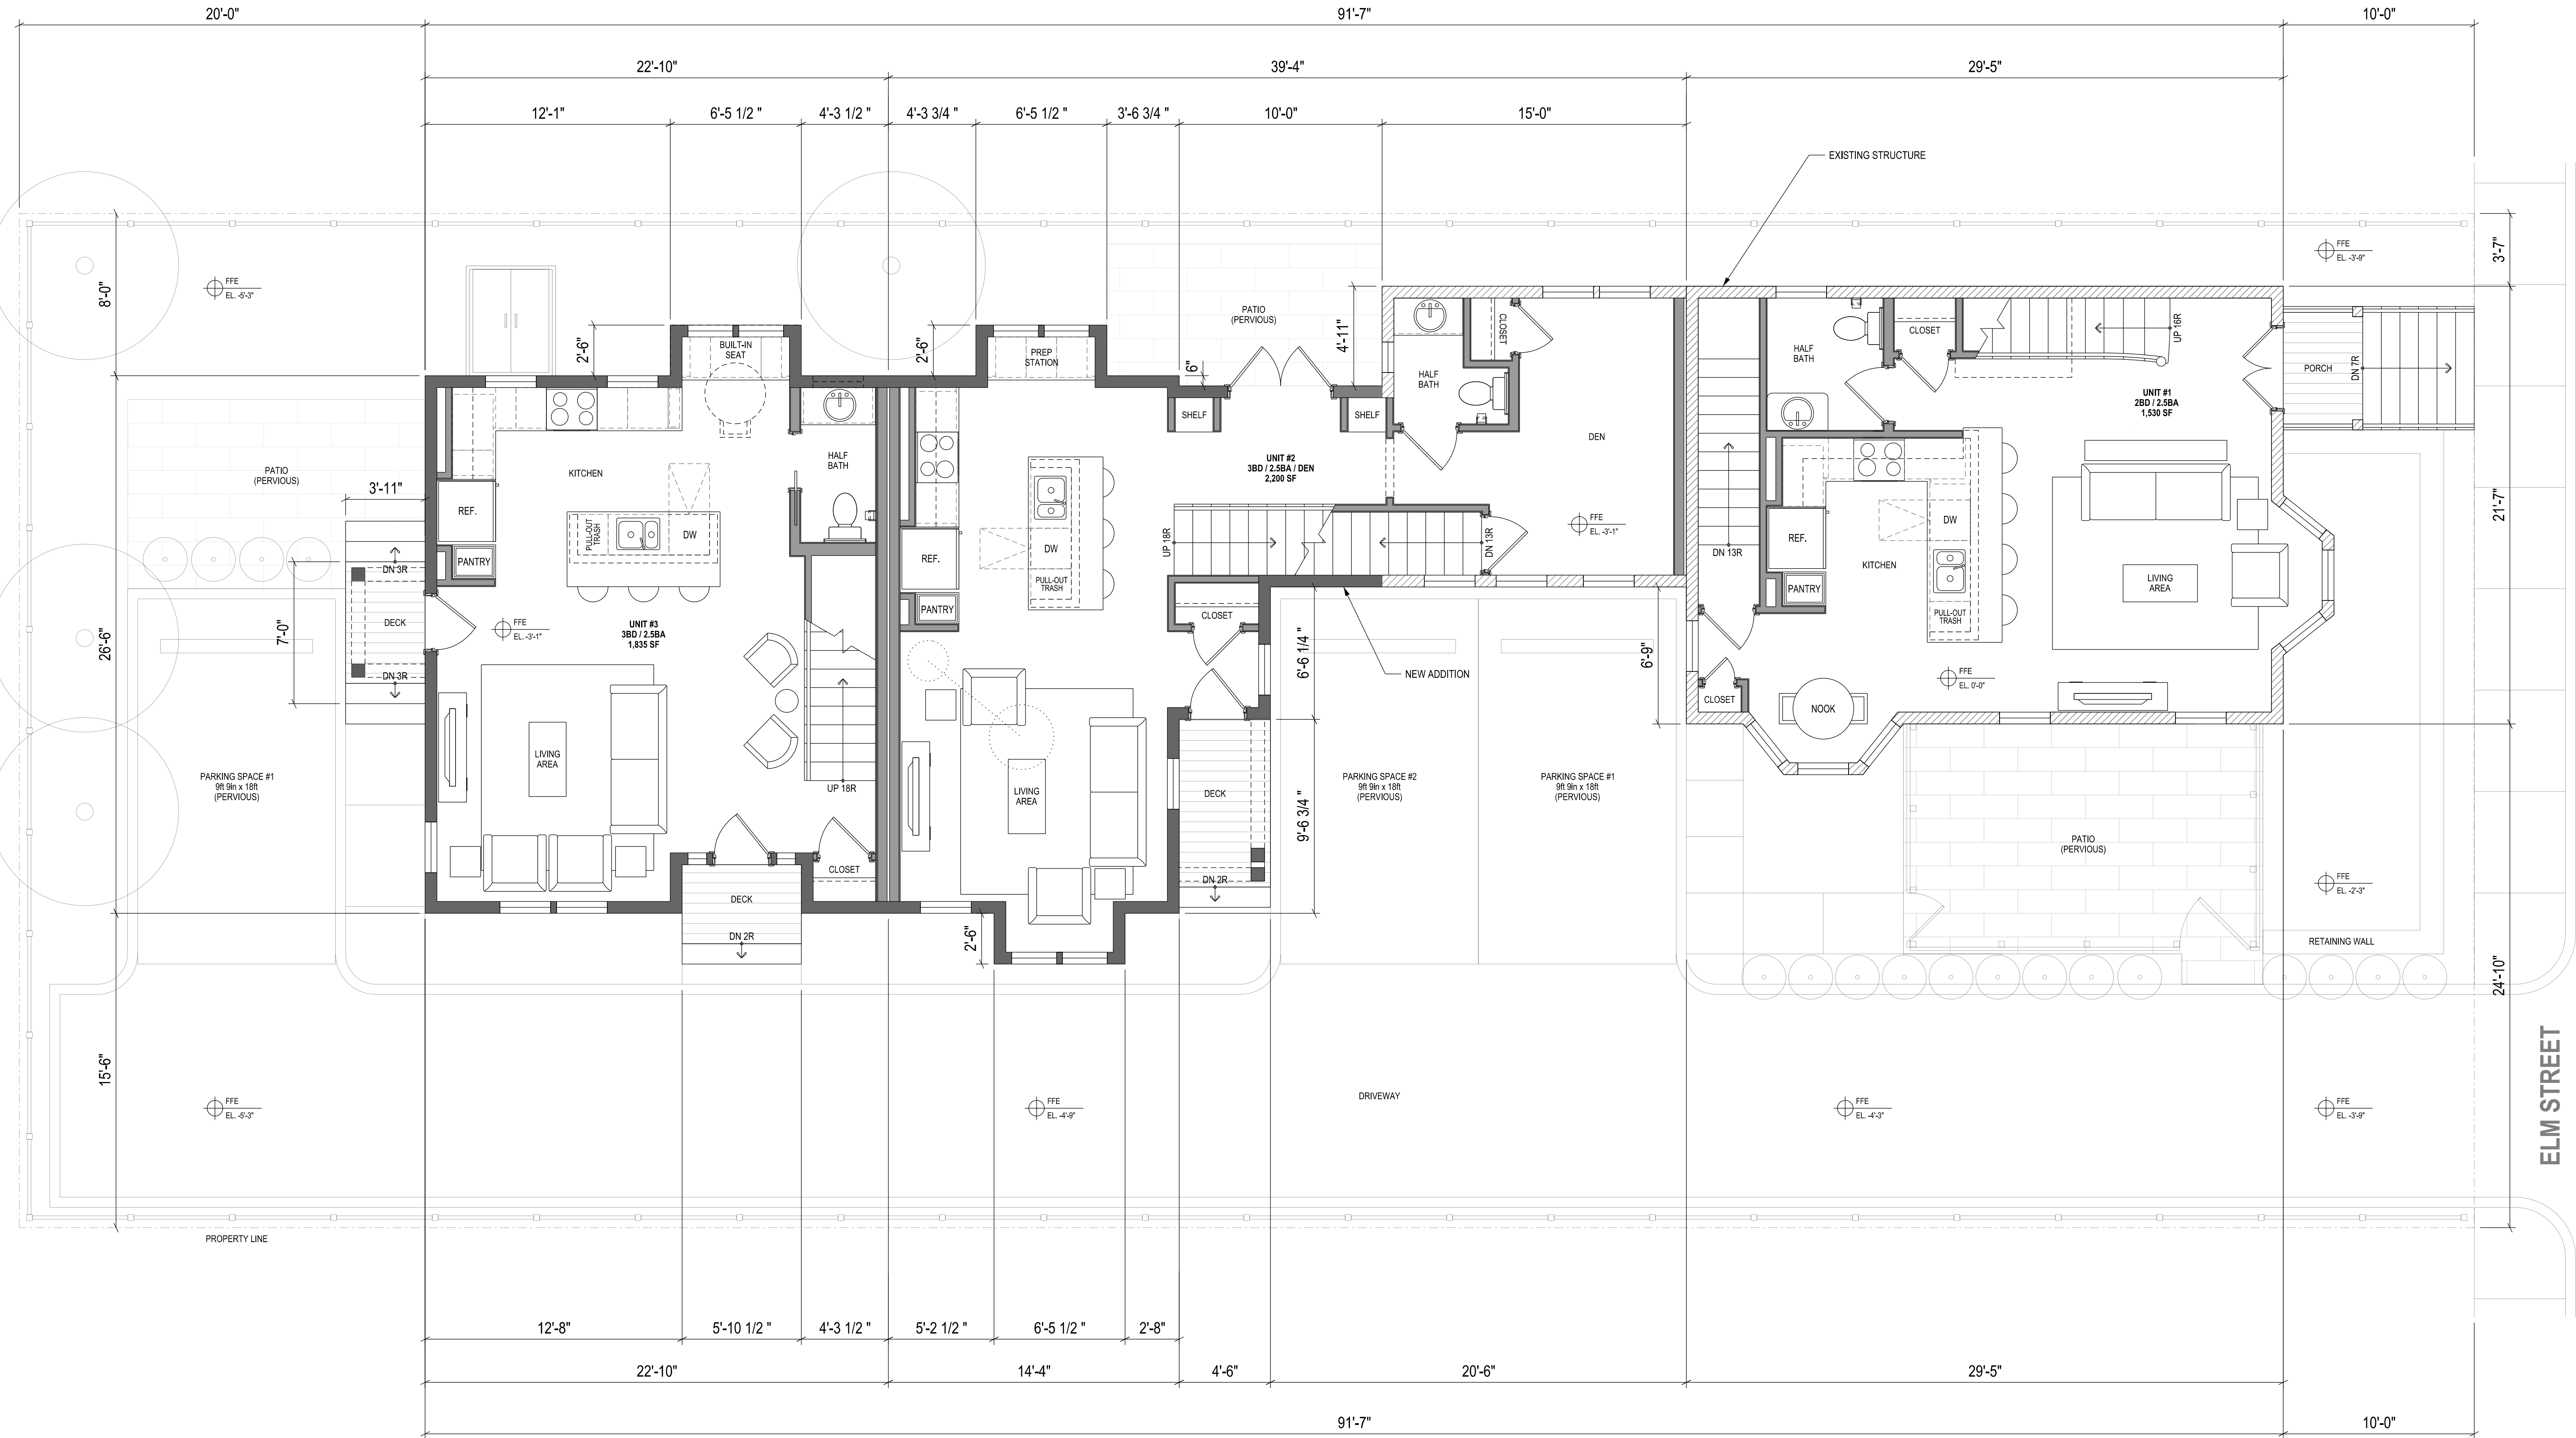 20'-0"
91'-7"
10'-0"
22'-10"
39'-4"
29'-5"
12'-1"
6'-5 1/2 "
4'-3 1/2 "
4'-3 3/4 "
6'-5 1/2 "
3'-6 3/4 "
10'-0"
15'-0"
EXISTING STRUCTURE
FFE
EL. -3'-9"
3'-7"
FFE
EL. -5'-3"
8'-0"
PATIO
(PERVIOUS)
2'-6"
BUILT-IN
SEAT
2'-6"
PREP
STATION
6"
4'-11"
CLOSET
HALF
BATH
CLOSET
UP 16R
HALF
BATH
PORCH
DN 7R
UNIT #1
2BD / 2.5BA
1,530 SF
SHELF
SHELF
HALF
BATH
DEN
KITCHEN
HALF
BATH
UNIT #2
3BD / 2.5BA / DEN
2,200 SF
PATIO
(PERVIOUS)
3'-11"
REF.
PULL-OUT
TRASH
DW
FFE
EL. -3'-1"
DW
21'-7"
UP 18R
DN 13R
DN 13R
REF.
DW
REF.
PANTRY
KITCHEN
DN 3R
PULL-OUT
TRASH
LIVING
AREA
PANTRY
PANTRY
CLOSET
PULL-OUT
TRASH
DECK
7'-0"
26'-6"
FFE
EL. -3'-1"
UNIT #3
3BD / 2.5BA
1,835 SF
6'-6 1/4 "
6'-9"
NEW ADDITION
DN 3R
FFE
EL. 0'-0"
CLOSET
NOOK
LIVING
AREA
PARKING SPACE #1
9ft 9in x 18ft
(PERVIOUS)
UP 18R
LIVING
AREA
DECK
9'-6 3/4 "
PARKING SPACE #2
9ft 9in x 18ft
(PERVIOUS)
PARKING SPACE #1
9ft 9in x 18ft
(PERVIOUS)
PATIO
(PERVIOUS)
CLOSET
DN 2R
FFE
EL. -2'-3"
DECK
DN 2R
2'-6"
RETAINING WALL
24'-10"
15'-6"
FFE
EL. -5'-3"
FFE
EL. -4'-9"
DRIVEWAY
FFE
EL. -4'-3"
FFE
EL. -3'-9"
ELM STREET
PROPERTY LINE
12'-8"
5'-10 1/2 "
4'-3 1/2 "
5'-2 1/2 "
6'-5 1/2 "
2'-8"
22'-10"
14'-4"
4'-6"
20'-6"
29'-5"
91'-7"
10'-0"